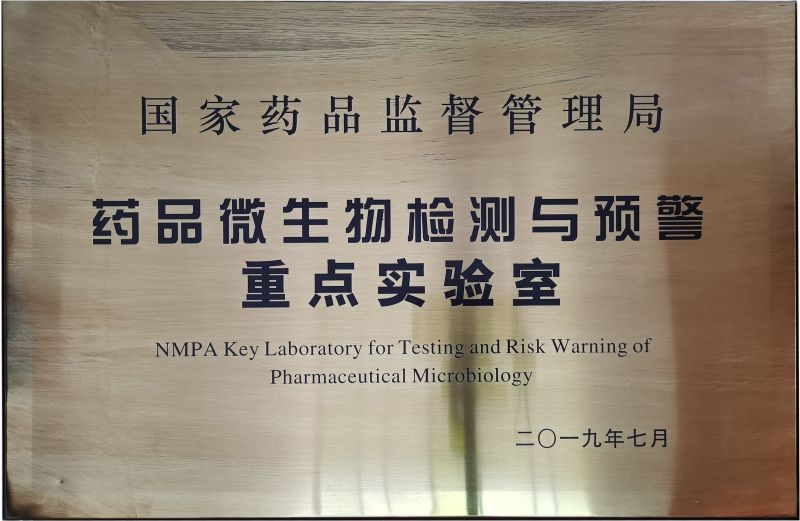 国家药品监督管理局
药品微生物检测与预警
重点实验室
NMPA Key Laboratory for Testing and Risk Warning of
Pharmaceutical Microbiology
二〇一九年七月